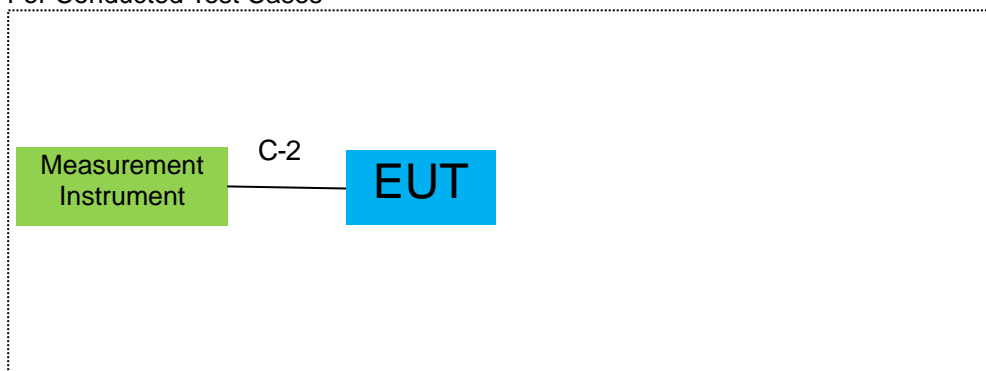 For Conducted Test Cases
Measurement
Instrument
C-2
EUT